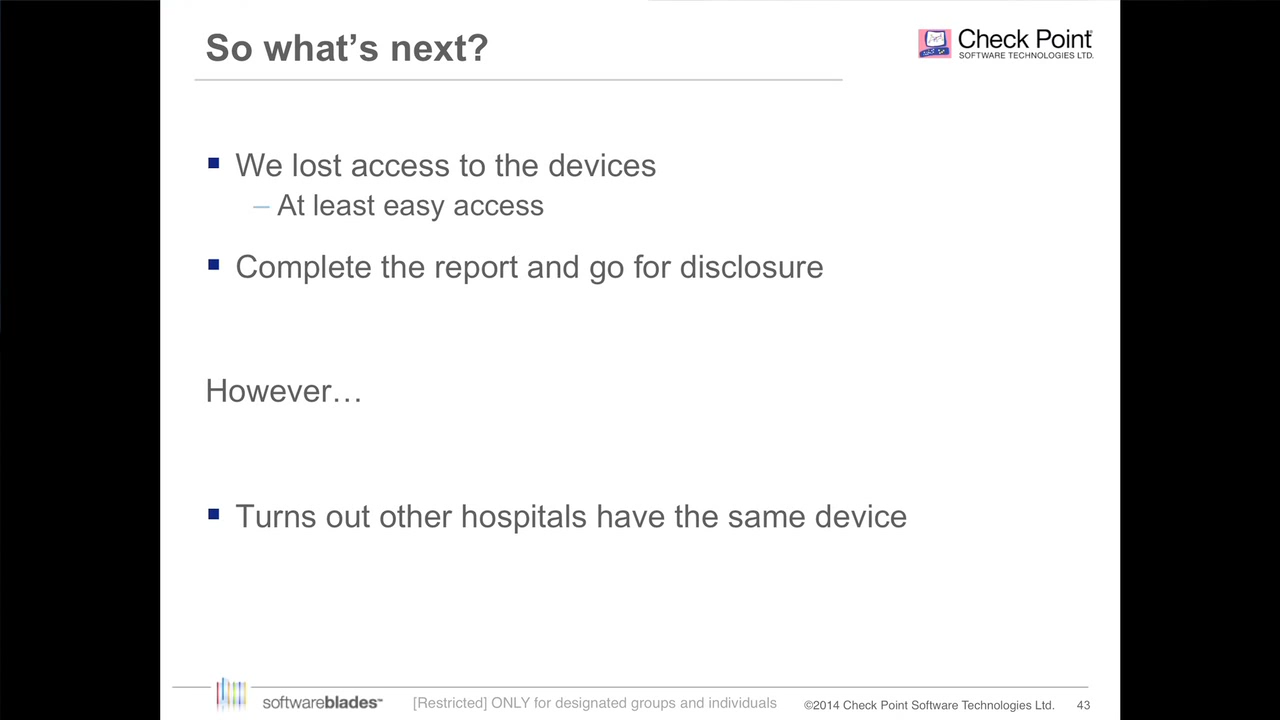 So what’s next?
Check Point
SOFTWARE TECHNOLOGIES LTD.
We lost access to the devices
– At least easy access
Complete the report and go for disclosure
However…
Turns out other hospitals have the same device
softwareblades™
[Restricted] ONLY for designated groups and individuals
©2014 Check Point Software Technologies Ltd.
43